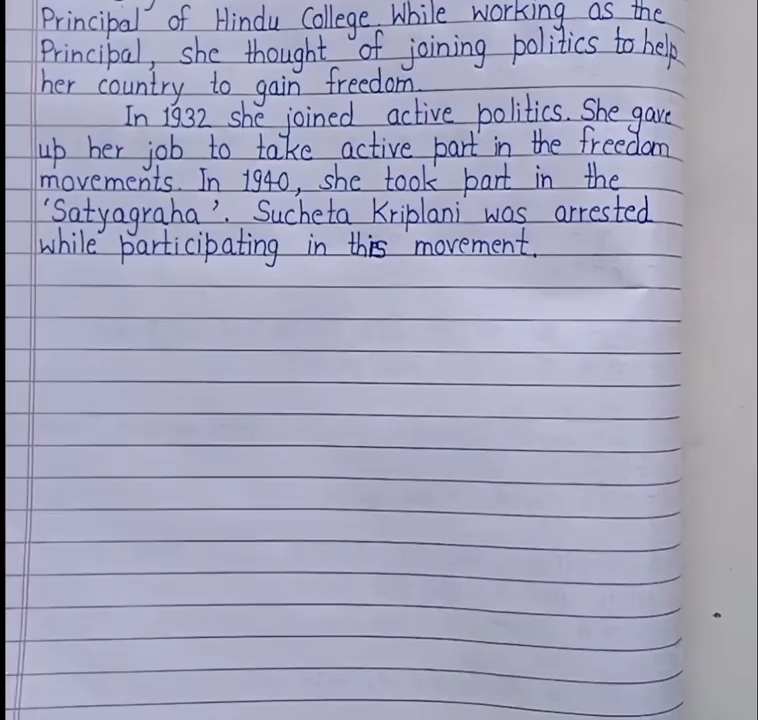 Principal of Hindu College. While working as the
Principal, she thought of joining politics to help
her country to gain freedom.
In 1932 she joined active politics. She gave
up her job to take active part in the freedom
movements. In 1940, she took part in the
'Satyagraha'. Sucheta Kriplani was arrested
while participating in this movement.